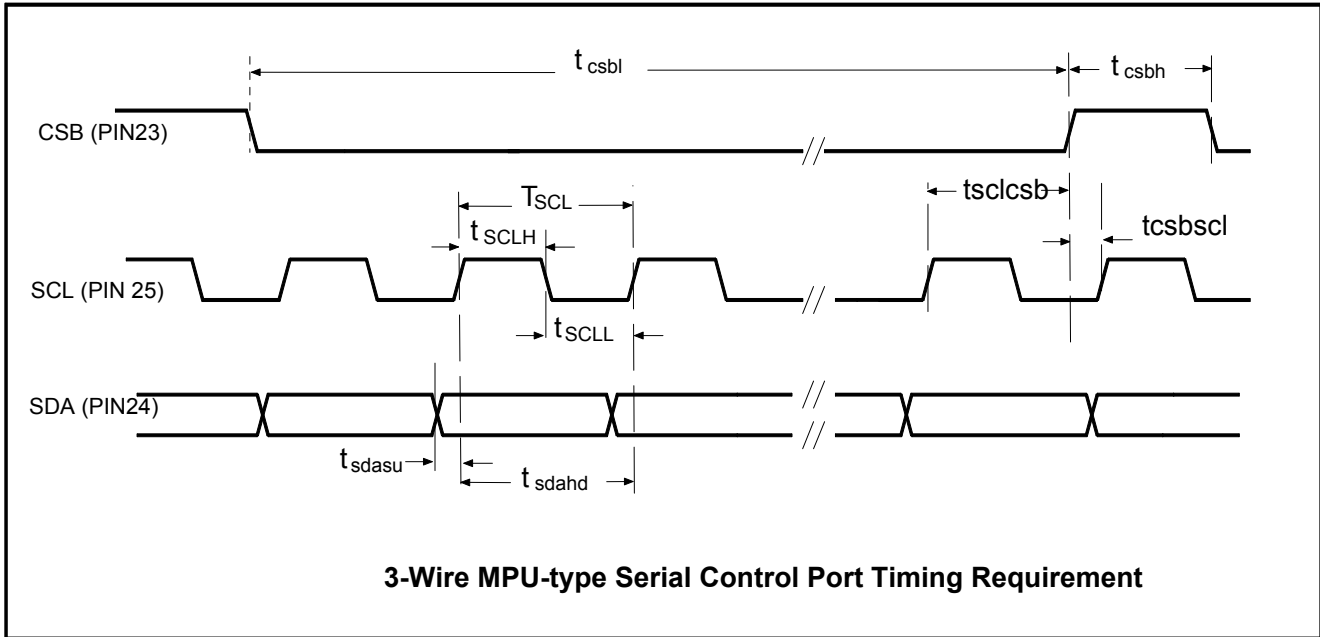 t csbl
t csbh
CSB (PIN23)
TSCL
tsclcsb
t SCLH
tcsbscl
SCL (PIN 25)
t SCLL
SDA (PIN24)
t sdasu
t sdahd
3-Wire MPU-type Serial Control Port Timing Requirement